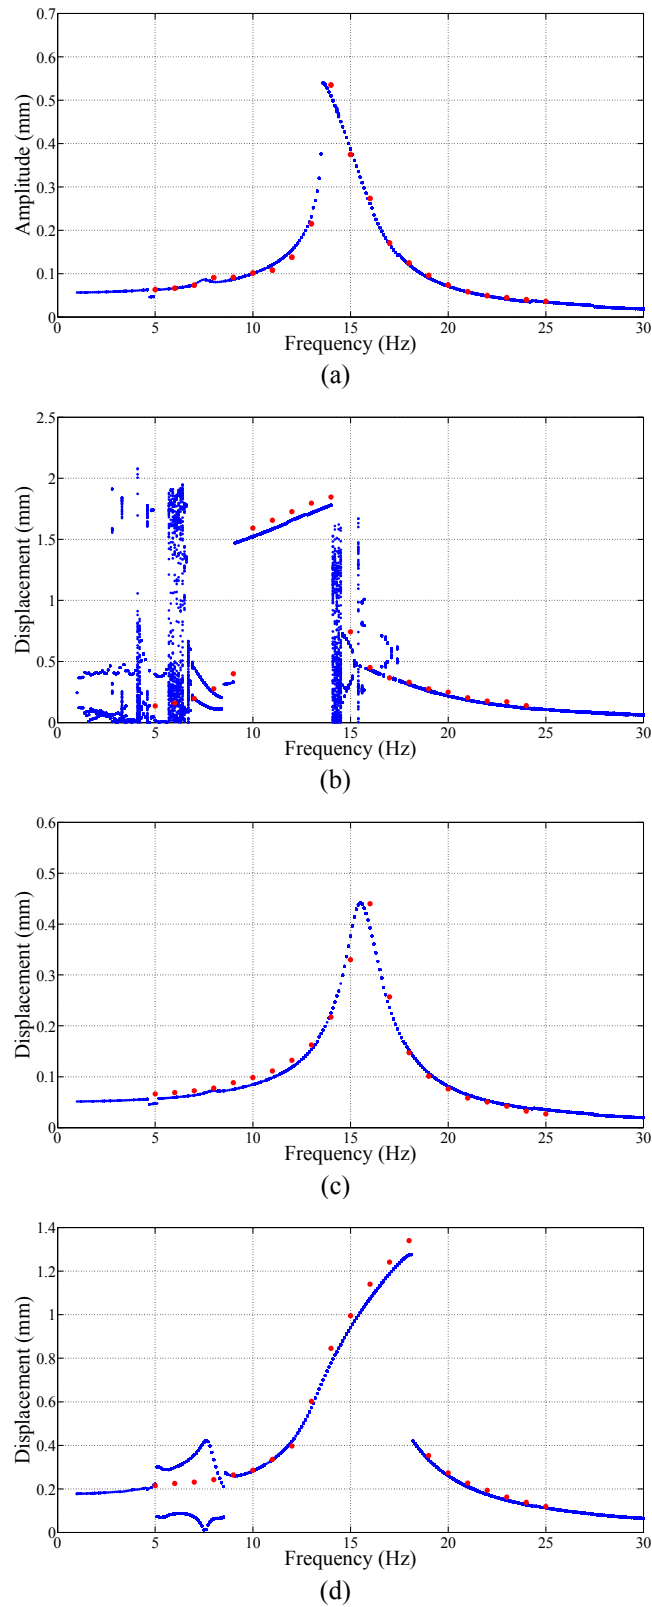 0.7
0.6
0.5
0.4
0.3
0.2
0.1
0
Amplitude (mm)
0 5 10 15 20 25 30
Frequency (Hz)
(a)
2.5
2
1.5
1
0.5
0
Displacement (mm)
0 5 10 15 20 25 30
Frequency (Hz)
(b)
0.6
0.5
0.4
0.3
0.2
0.1
0
Displacement (mm)
0 5 10 15 20 25 30
Frequency (Hz)
(c)
1.4
1.2
1
0.8
0.6
0.4
0.2
0
Displacement (mm)
0 5 10 15 20 25 30
Frequency (Hz)
(d)